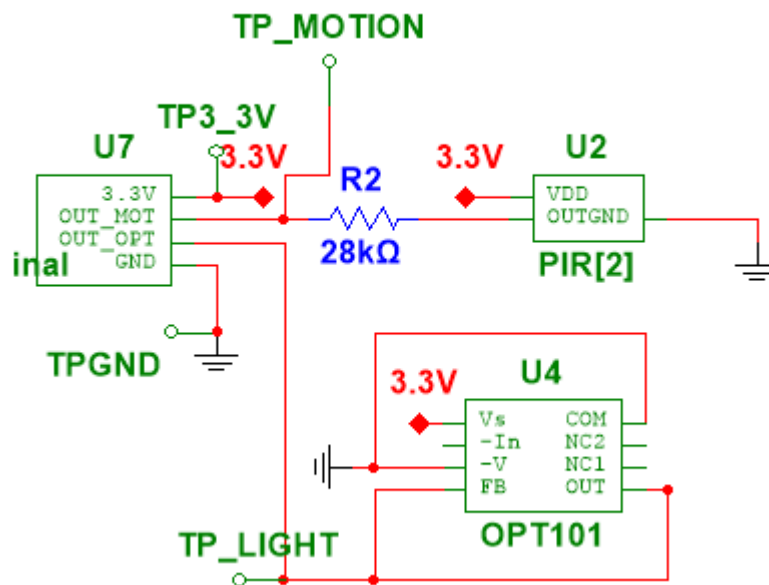 TP_MOTION
TP3_3V
U7
3.3V
3.3V
U2
R2
3.3V
OUT_MOT
OUT_OPT
GND
inal
28kΩ
VDD
OUTGND
PIR[2]
TPGND
3.3V
U4
Vs COM
-In NC2
-V NC1
FB OUT
OPT101
TP_LIGHT